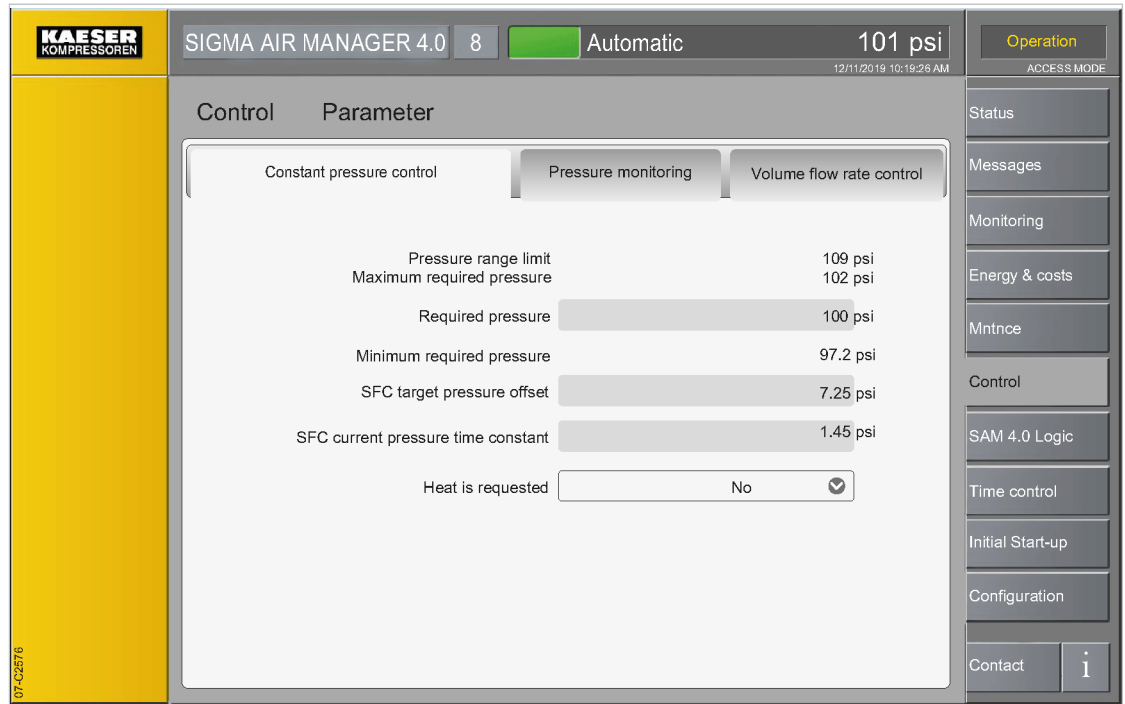 KAESER
KOMPRESSOREN
SIGMA AIR MANAGER 4.0 8 Automatic 101 psi
12/11/2019 10:19:26 AM
Operation
ACCESS MODE
Control Parameter
Constant pressure control Pressure monitoring Volume flow rate control
Pressure range limit 109 psi
Maximum required pressure 102 psi
Required pressure 100 psi
Minimum required pressure 97.2 psi
SFC target pressure offset 7.25 psi
SFC current pressure time constant 1.45 psi
Heat is requested No
Status
Messages
Monitoring
Energy & costs
Mntnce
Control
SAM 4.0 Logic
Time control
Initial Start-up
Configuration
Contact i
07-C2576